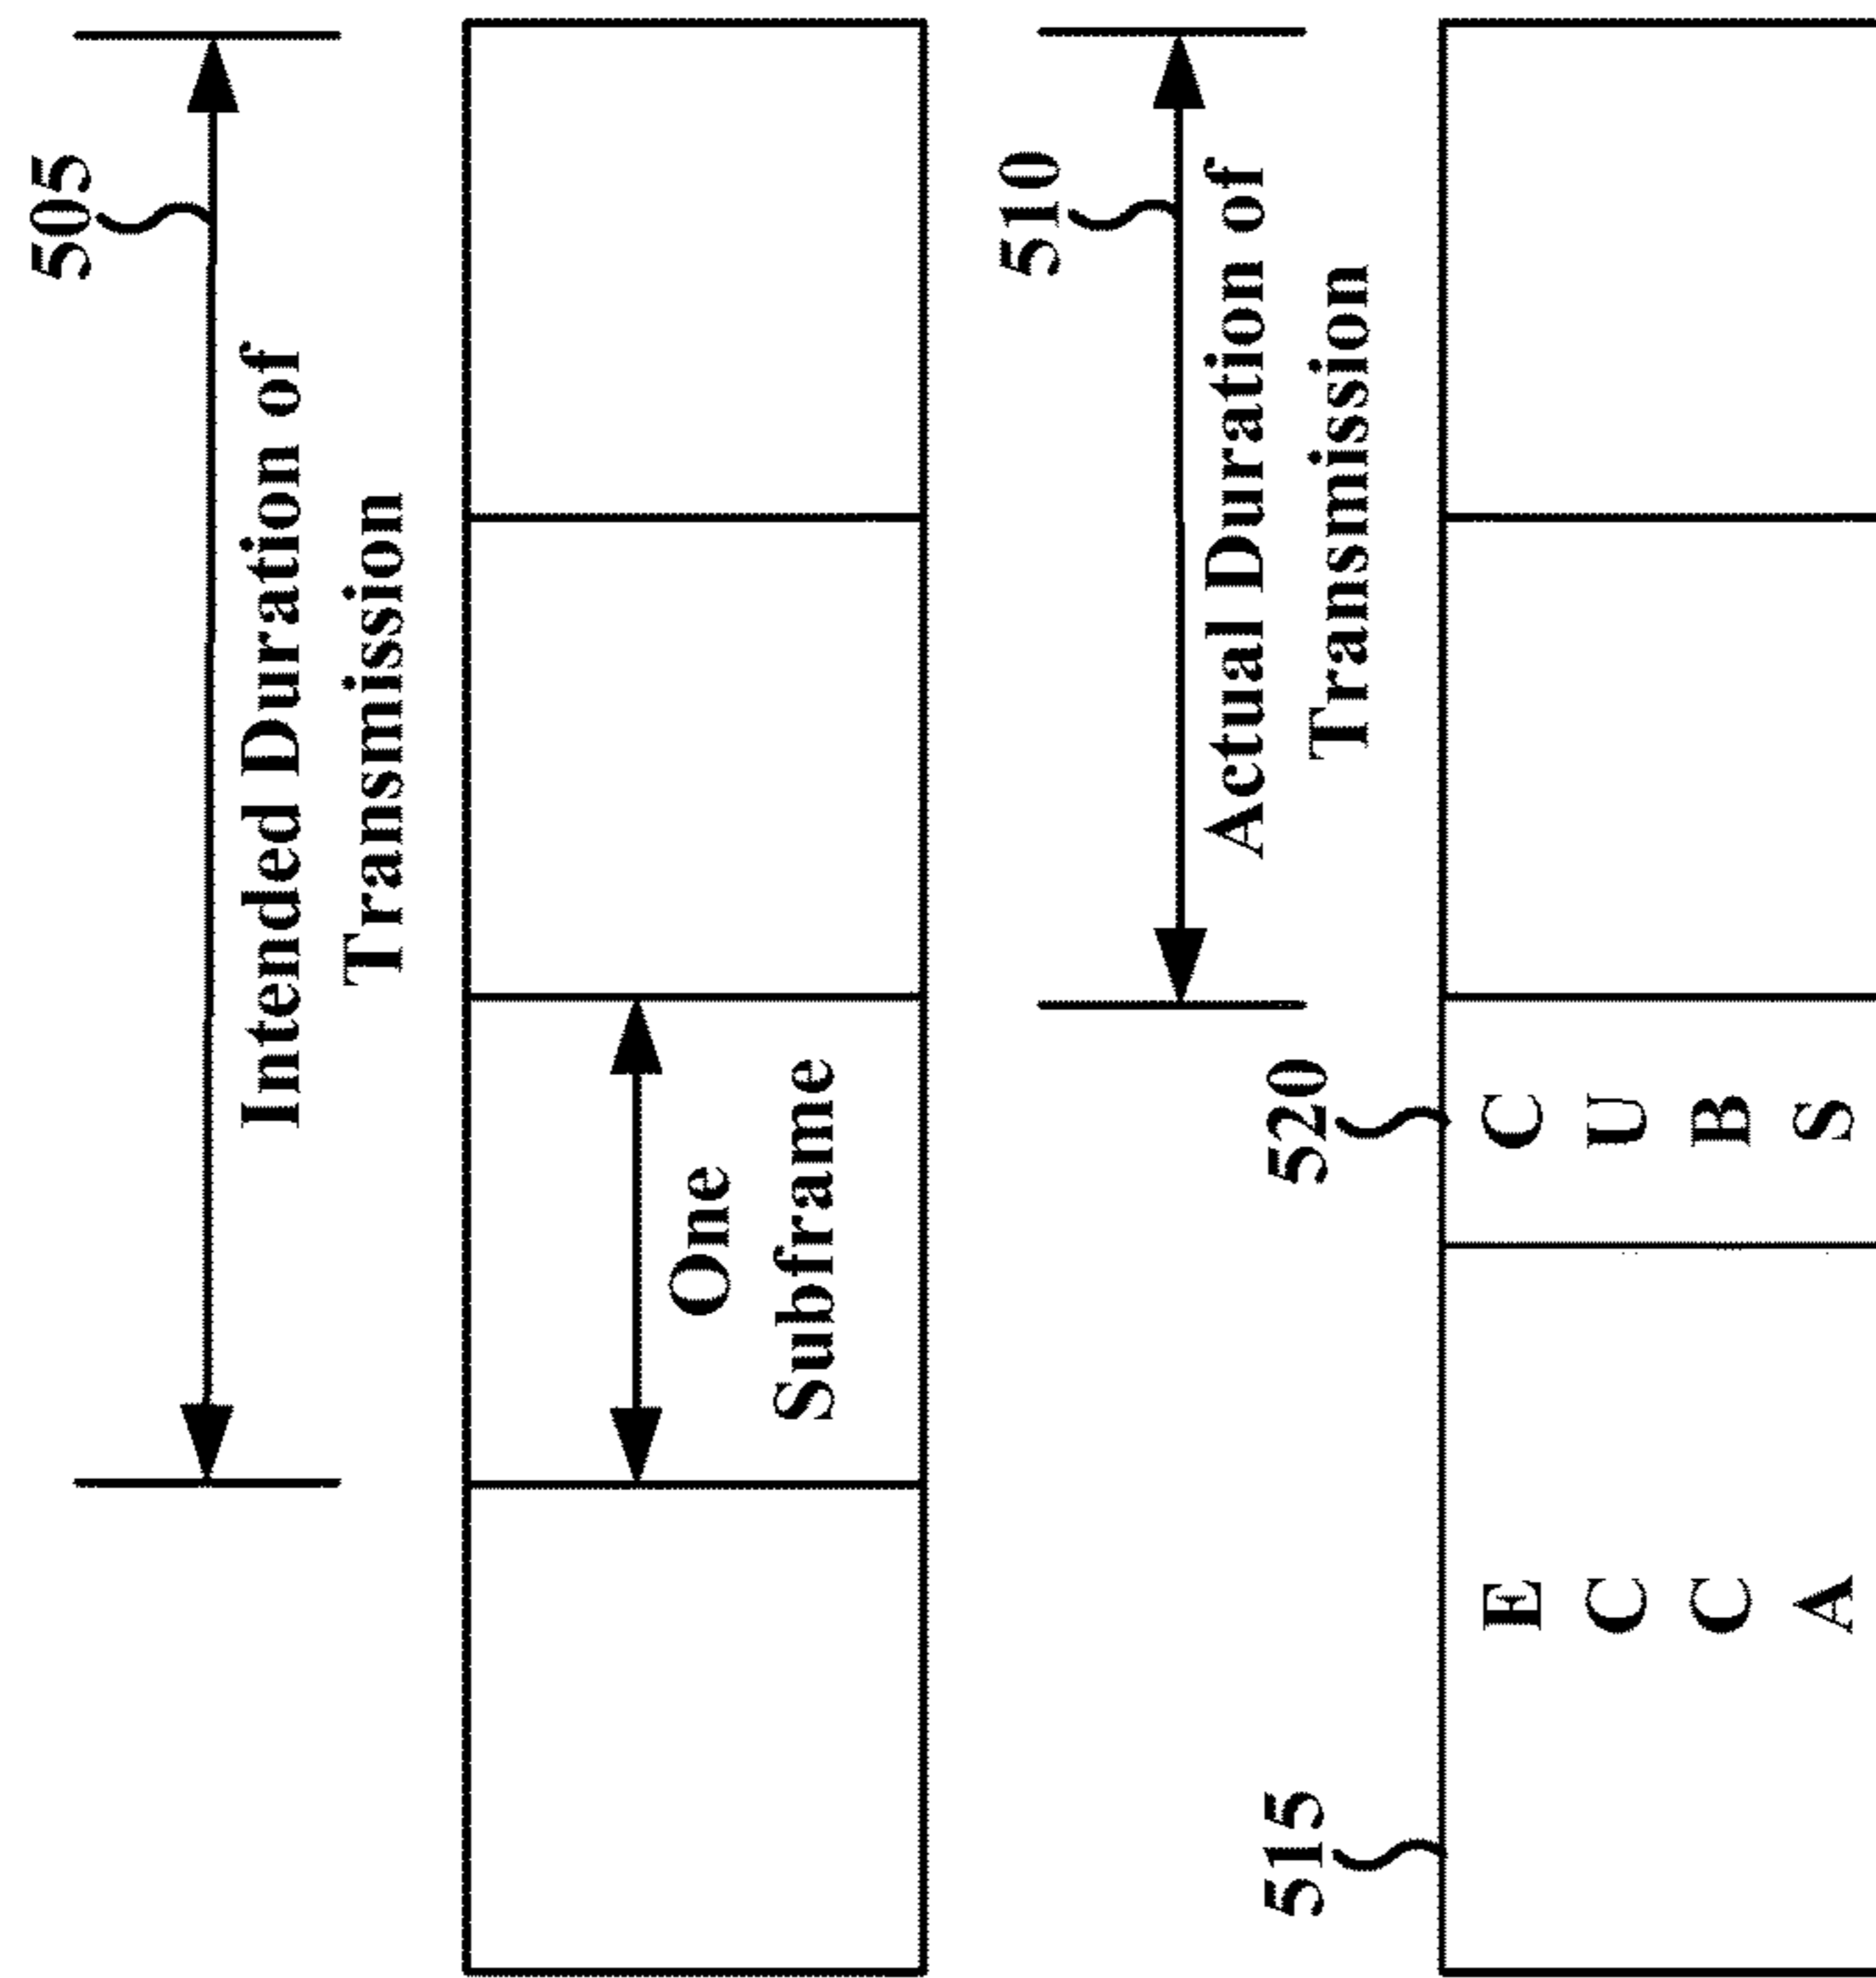 505
Intended Duration of
Transmission
One
Subframe
510
Actual Duration of
Transmission
515
520
E
C
C
A
C
U
B
S